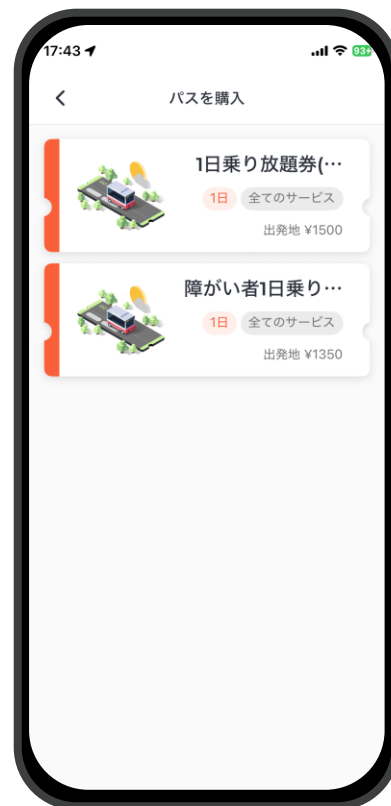 17:43
93
パスを購入
1日乗り放題券(…
1日 全てのサービス
出発地 ¥1500
障がい者1日乗り…
1日 全てのサービス
出発地 ¥1350